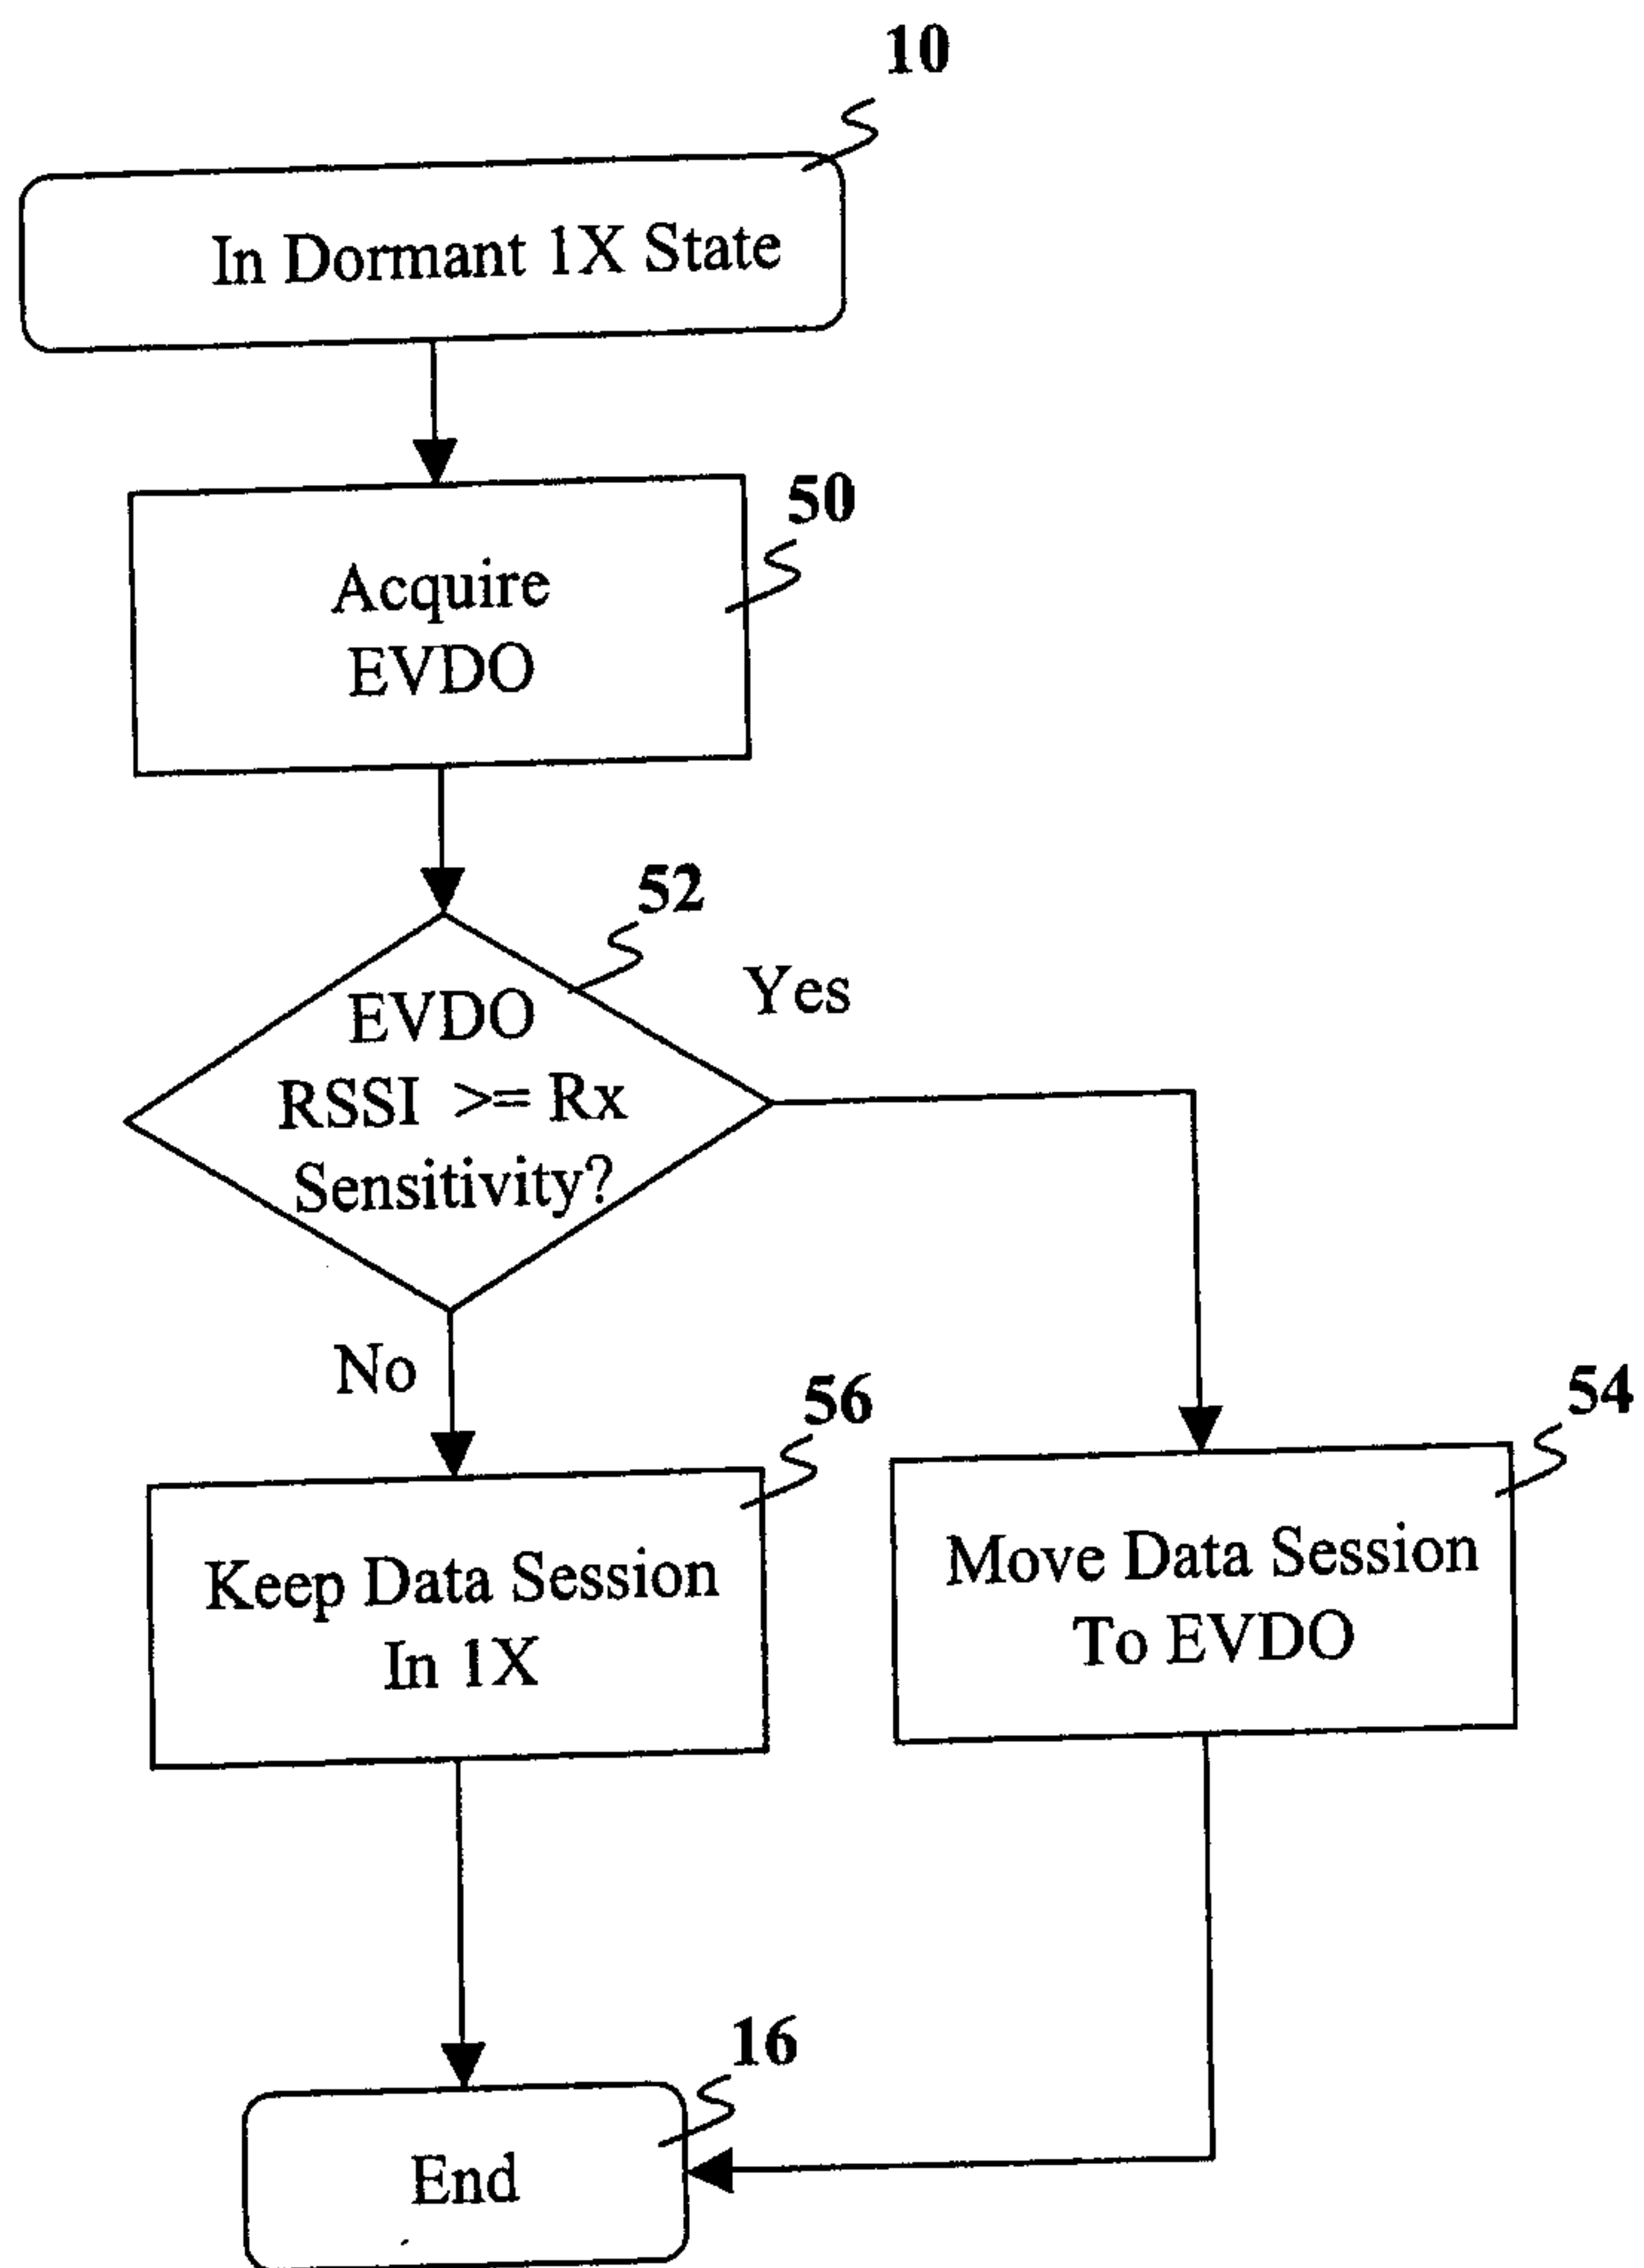 10
In Dormant 1X State
50
Acquire
EVDO
52
EVDO
RSSI >= Rx
Sensitivity?
Yes
No
56
Keep Data Session
In 1X
54
Move Data Session
To EVDO
16
End